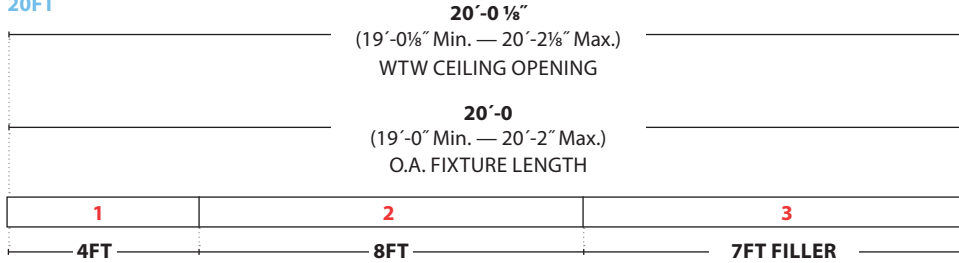 20FT
20´-0 ⅛˝
(19´-0⅛˝ Min. — 20´-2⅛˝ Max.)
WTW CEILING OPENING
20´-0
(19´-0˝ Min. — 20´-2˝ Max.)
O.A. FIXTURE LENGTH
1 2 3
4FT 8FT 7FT FILLER